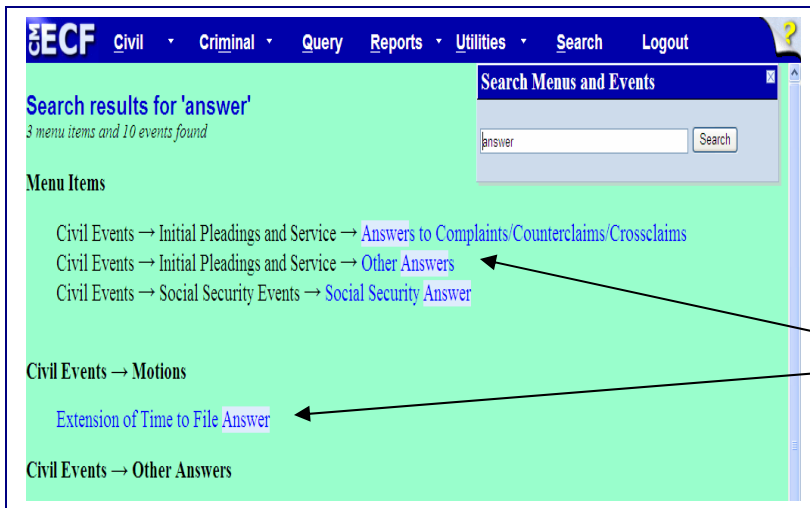 CM ECF Civil Criminal Query Reports Utilities Search Logout ?
Search Menus and Events
Search results for 'answer'
3 menu items and 10 events found
answer Search
Menu Items
Civil Events → Initial Pleadings and Service → Answers to Complaints/Counterclaims/Crossclaims
Civil Events → Initial Pleadings and Service → Other Answers
Civil Events → Social Security Events → Social Security Answer
Civil Events → Motions
Extension of Time to File Answer
Civil Events → Other Answers